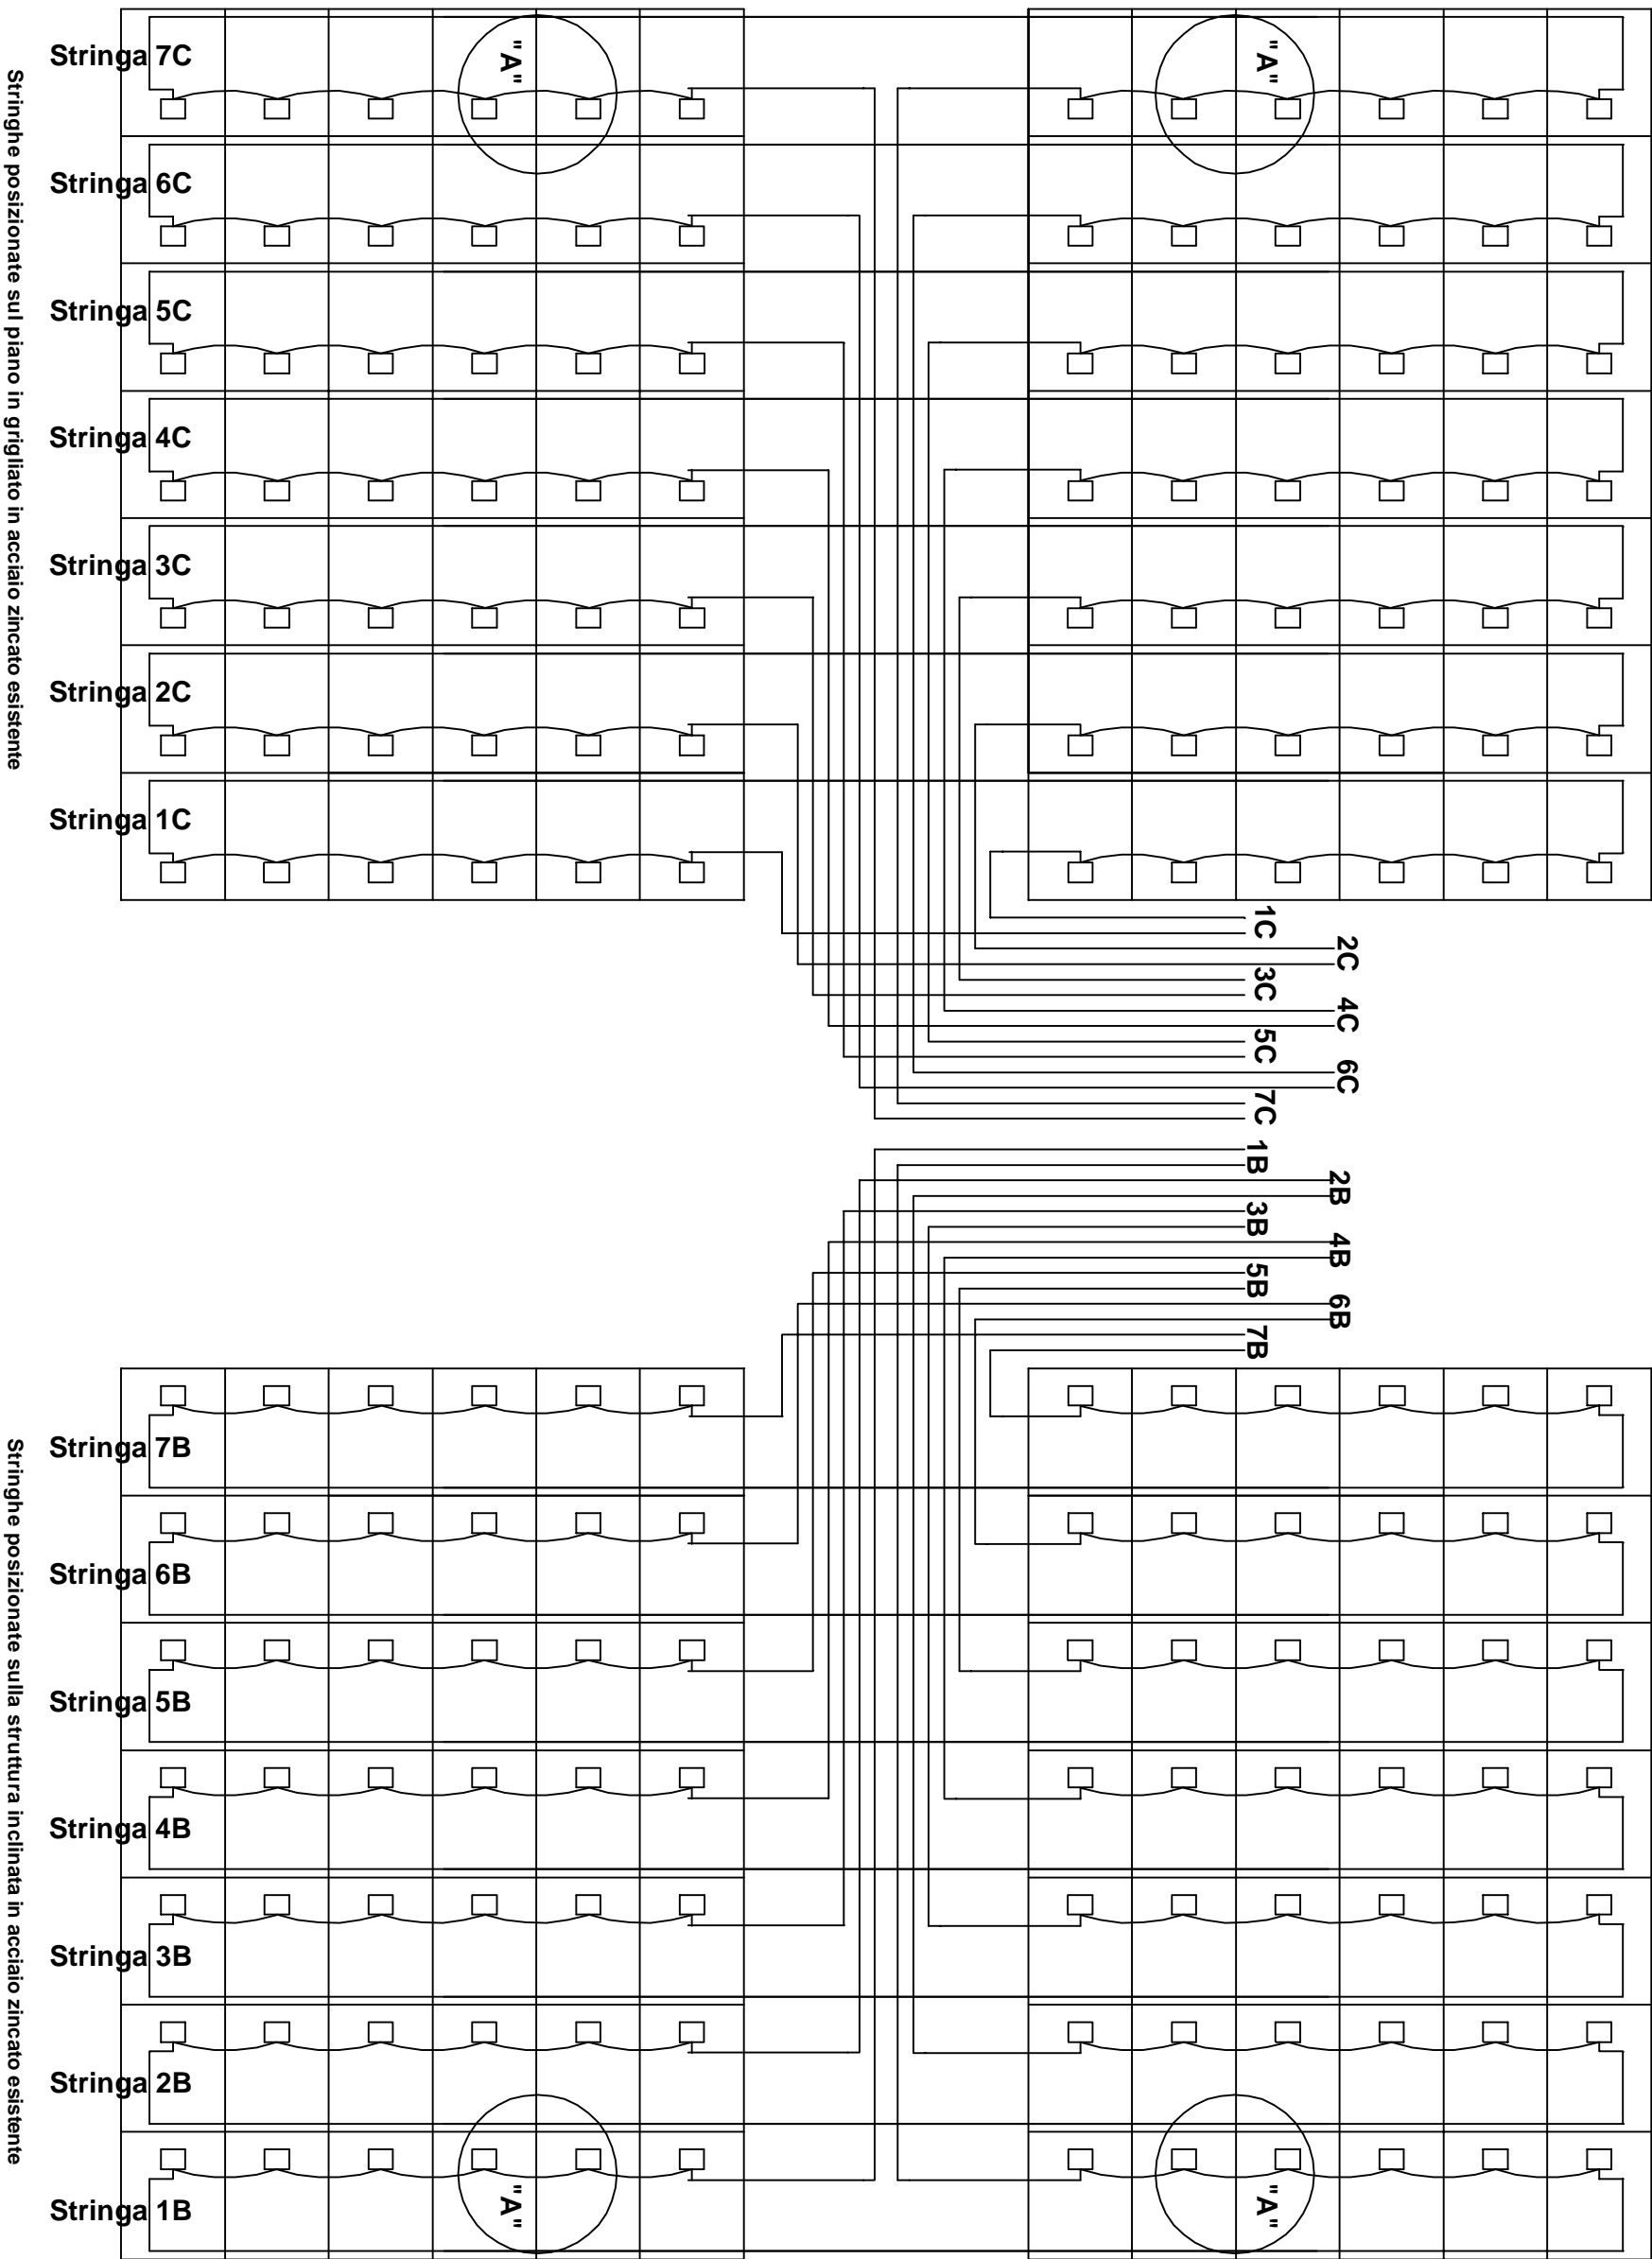 Stringhe posizionate sul piano in grigliato in acciaio zincato esistente
Stringa 7C
"A"
"A"
Stringa 6C
Stringa 5C
Stringa 4C
Stringa 3C
Stringa 2C
Stringa 1C
1C
2C
3C
4C
5C
6C
7C
1B
2B
3B
4B
5B
6B
7B
Stringhe posizionate sulla struttura inclinata in acciaio zincato esistente
Stringa 7B
Stringa 6B
Stringa 5B
Stringa 4B
Stringa 3B
Stringa 2B
Stringa 1B
"A"
"A"